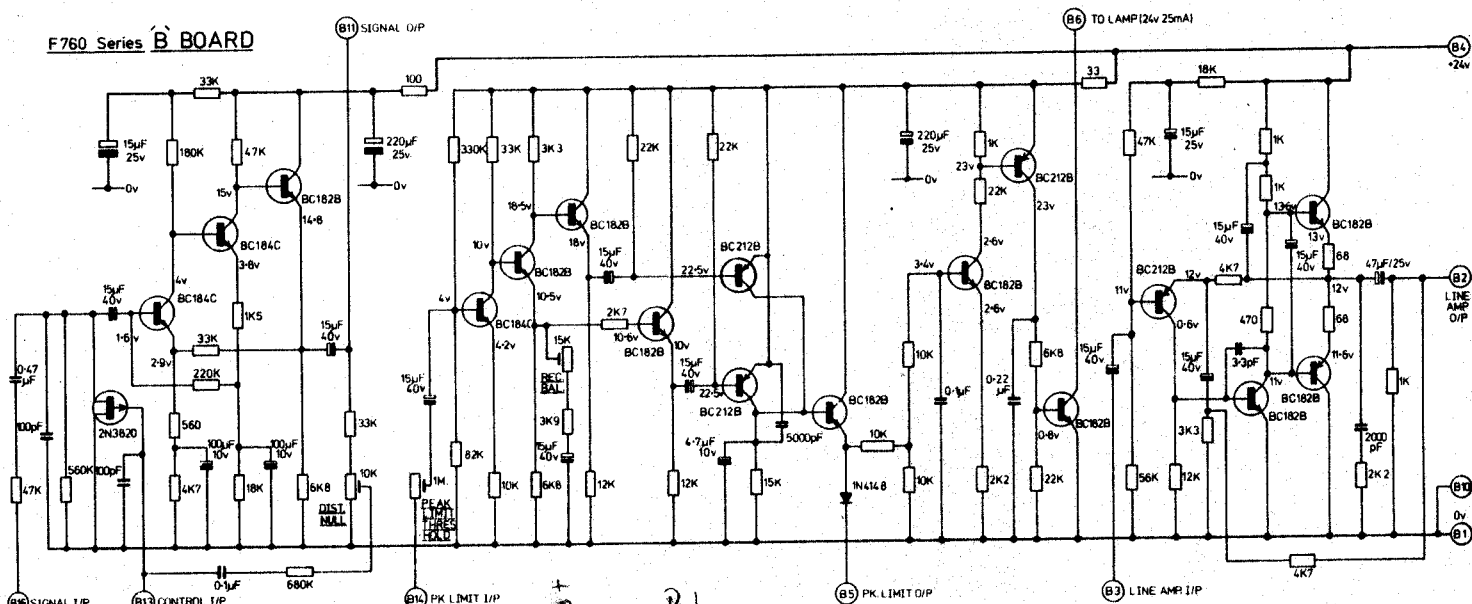 F760 Series 'B' BOARD
B11 SIGNAL O/P
B6 TO LAMP (24v 25mA)
B4
+24v
33K
100
33
18K
15µF
25v
0v
180K
47K
220µF
25v
0v
330K
33K
3K3
22K
22K
220µF
25v
0v
1K
47K
15µF
25v
0v
1K
15v
BC182B
14·8
23v
BC212B
22K
23v
1K
13·6v
BC182B
BC184C
3·8v
18·5v
BC182B
18v
10v
BC182B
10·5v
15µF
40v
BC212B
22·5v
2·6v
3·4v
BC182B
2·6v
15µF
40v
15µF
40v
13v
68
47µF/25v
B2
LINE
AMP
O/P
4v
15µF
40v
BC184C
1·6v
2·9v
1K5
33K
220K
15µF
40v
4v
BC184C
4·2v
2K7
10·6v
BC182B
10v
15K
REC.
BAL.
BC212B
12v
4K7
11v
0·6v
12v
470
68
0·47
µF
100pF
2N3820
560
100µF
10v
100µF
10v
33K
15µF
40v
3K9
15µF
40v
15µF
40v
22·5v
BC212B
5000pF
BC182B
10K
0·1µF
0·22
µF
6K8
15µF
40v
15µF
40v
3·3pF
11v
11·6v
BC182B
BC182B
1K
47K
560K
100pF
4K7
18K
6K8
10K
DIST.
NULL
1M
PEAK
LIMIT
THRES
HOLD
82K
10K
6K8
12K
12K
4·7µF
10v
15K
10K
1N4148
10K
2K2
0·8v
BC182B
22K
56K
12K
3K3
2000
pF
2K2
B10
0v
B1
0·1µF
680K
4K7
B16 SIGNAL I/P
B13 CONTROL I/P
B14 PK LIMIT I/P
B5 PK. LIMIT O/P
B3 LINE AMP. I/P